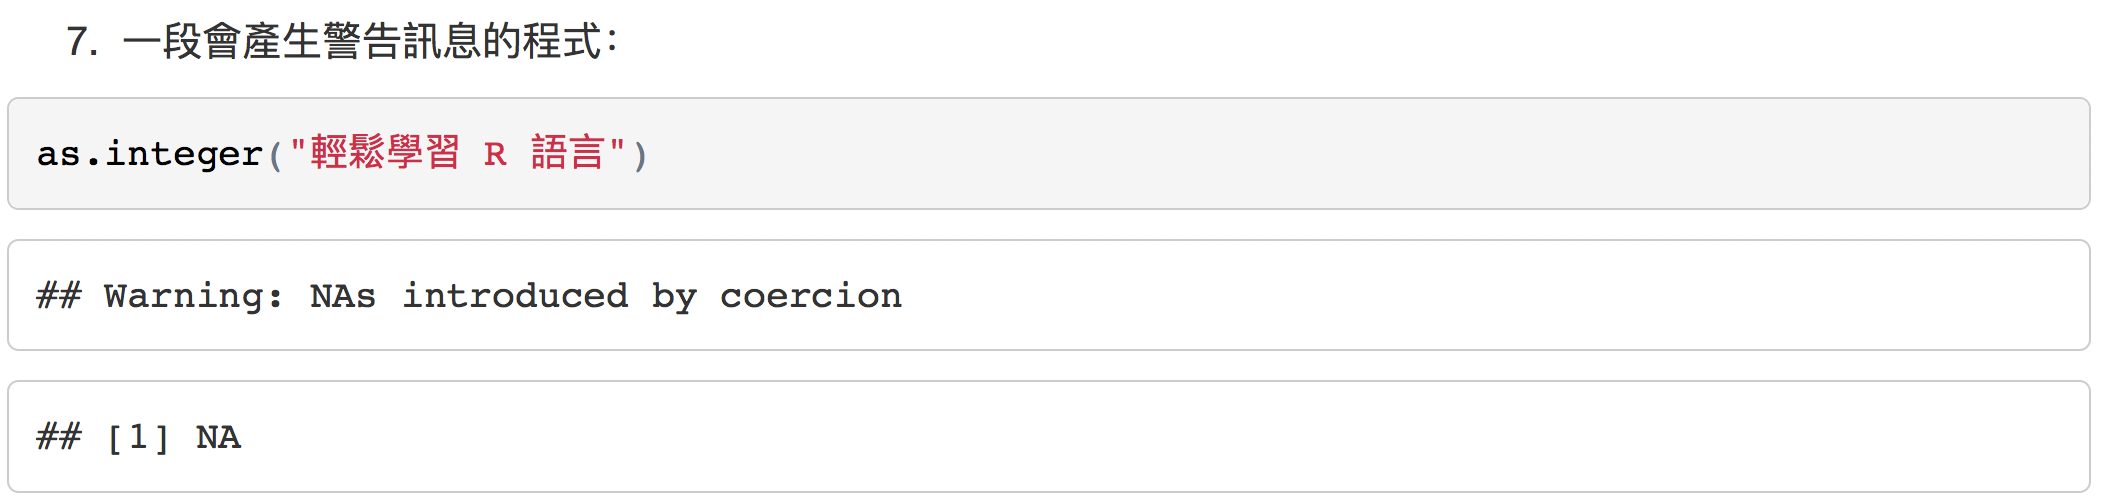 7. 一段會產生警告訊息的程式：
as.integer("輕鬆學習 R 語言")
## Warning: NAs introduced by coercion
## [1] NA